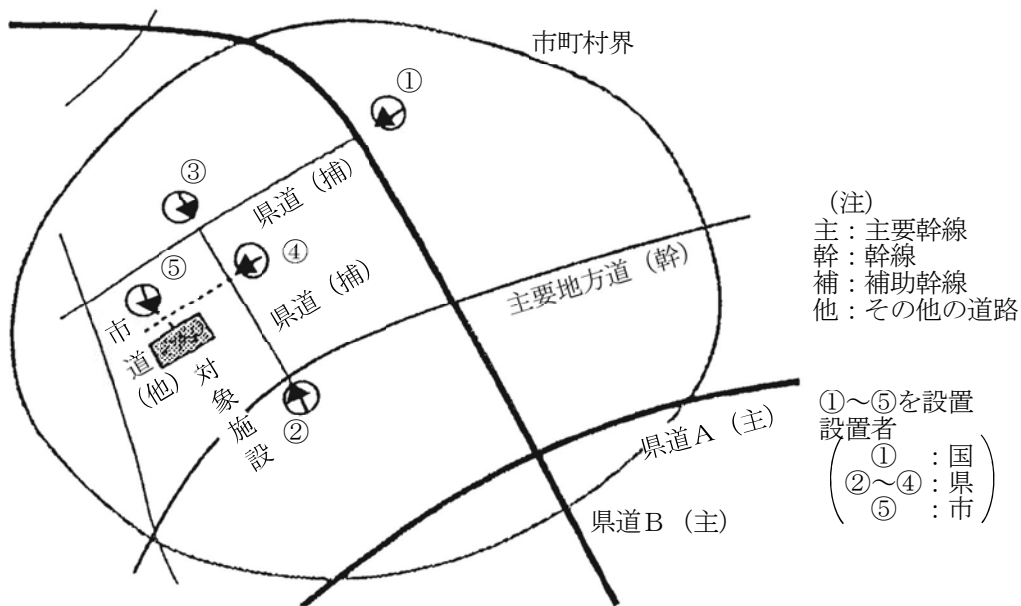 市町村界
①
③
県道（捕）
④
⑤
県道（捕）
主要地方道（幹）
市道（他）
対象施設
②
県道Ａ（主）
県道Ｂ（主）
（注）
主：主要幹線
幹：幹線
補：補助幹線
他：その他の道路
①～⑤を設置
設置者
①　：国
②～④：県
⑤　：市